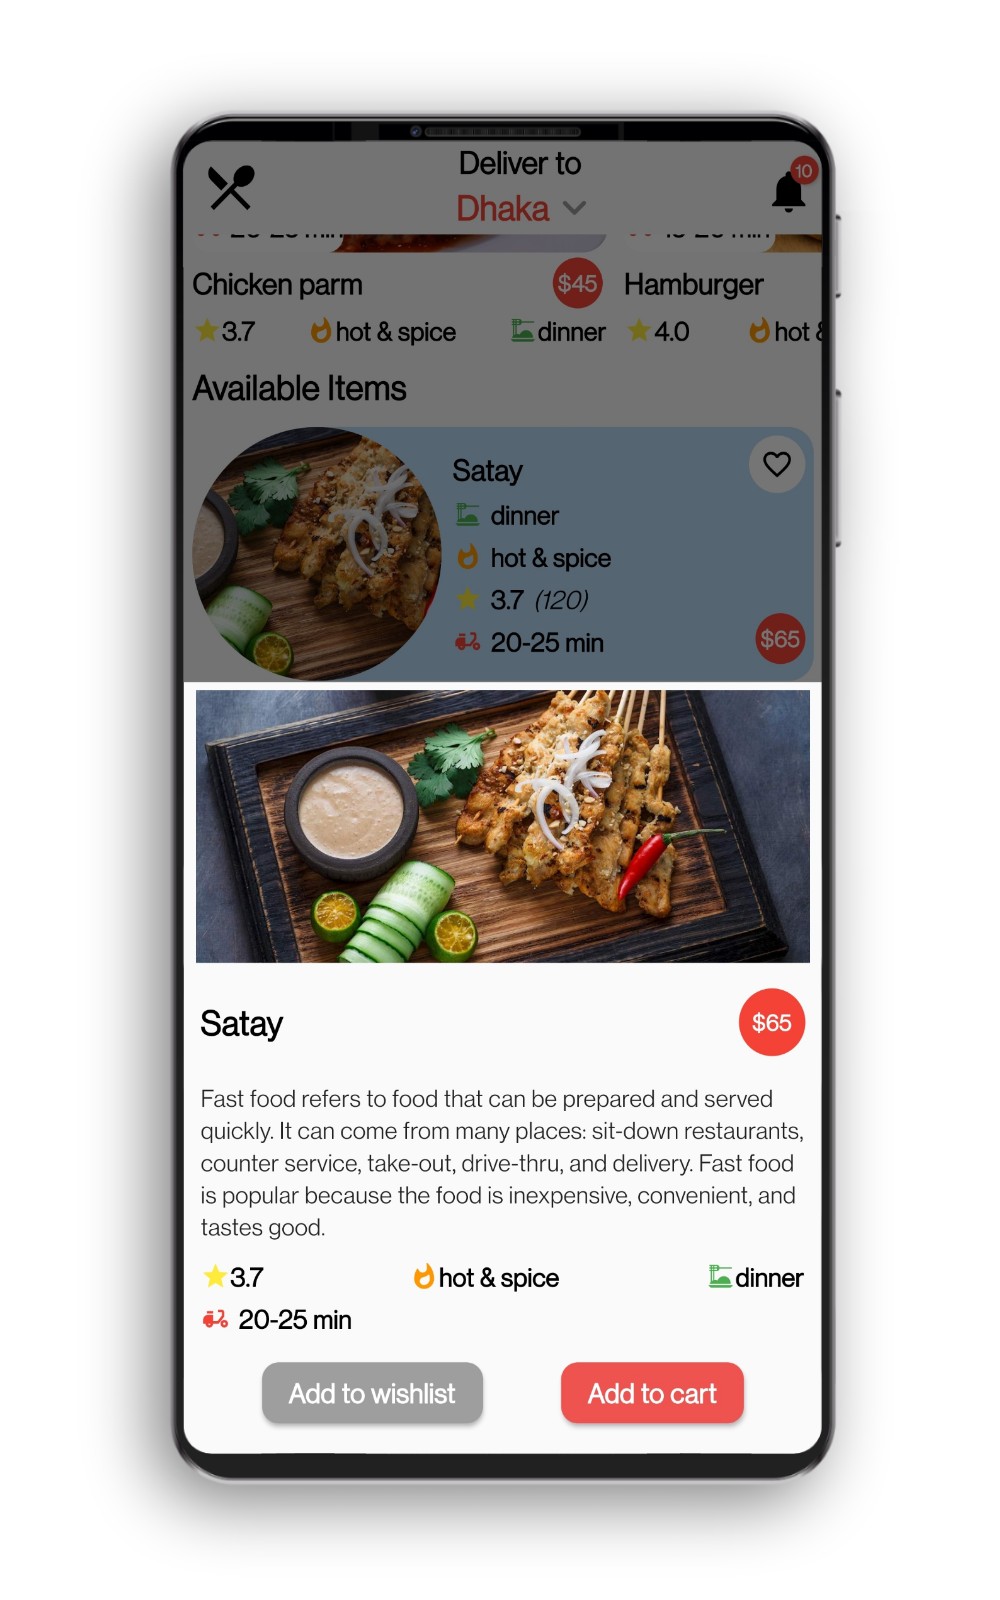 Deliver to
Dhaka
10
Chicken parm
$45
Hamburger
3.7
hot & spice
dinner
4.0
hot &
Available Items
Satay
dinner
hot & spice
3.7 (120)
20-25 min
$65
Satay
$65
Fast food refers to food that can be prepared and served
quickly. It can come from many places: sit-down restaurants,
counter service, take-out, drive-thru, and delivery. Fast food
is popular because the food is inexpensive, convenient, and
tastes good.
3.7
hot & spice
dinner
20-25 min
Add to wishlist
Add to cart